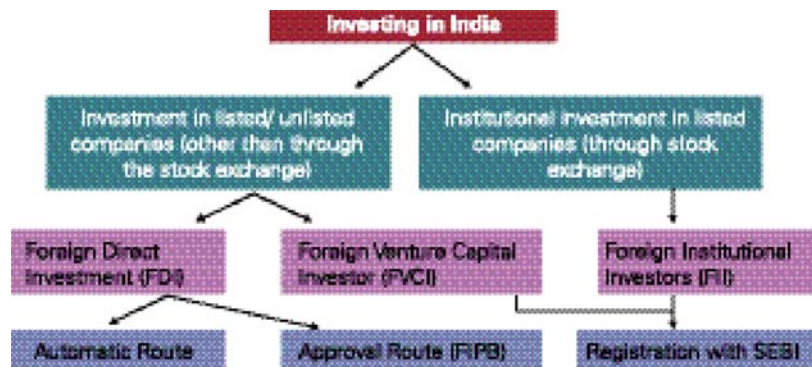 Investing in India
Investment in listed/ unlisted
companies (other then through
the stock exchange)
Institutional investment in listed
companies (through stock
exchange)
Foreign Direct
Investment (FDI)
Foreign Venture Capital
Investor (FVCI)
Foreign Institutional
Investors (FII)
Automatic Route
Approval Route (FIPB)
Registration with SEBI